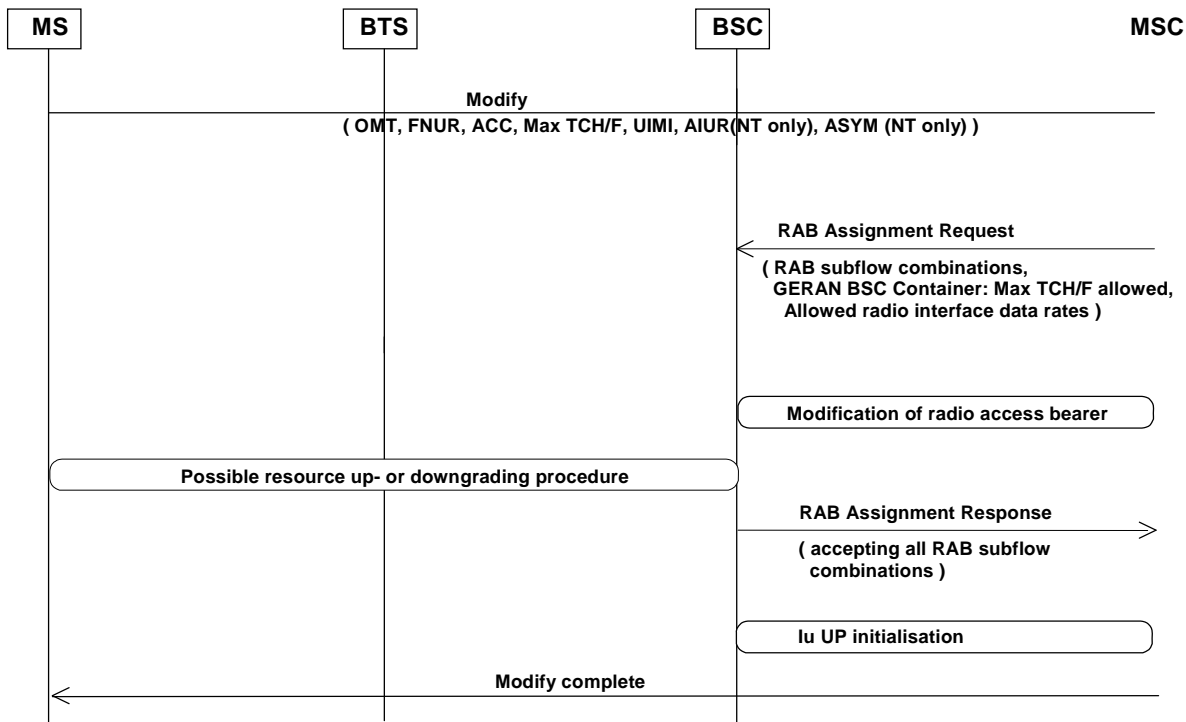 MS
BTS
BSC
MSC
Modify
( OMT, FNUR, ACC, Max TCH/F, UIMI, AIUR(NT only), ASYM (NT only) )
RAB Assignment Request
( RAB subflow combinations,
GERAN BSC Container: Max TCH/F allowed,
Allowed radio interface data rates )
Modification of radio access bearer
Possible resource up- or downgrading procedure
RAB Assignment Response
( accepting all RAB subflow
combinations )
Iu UP initialisation
Modify complete